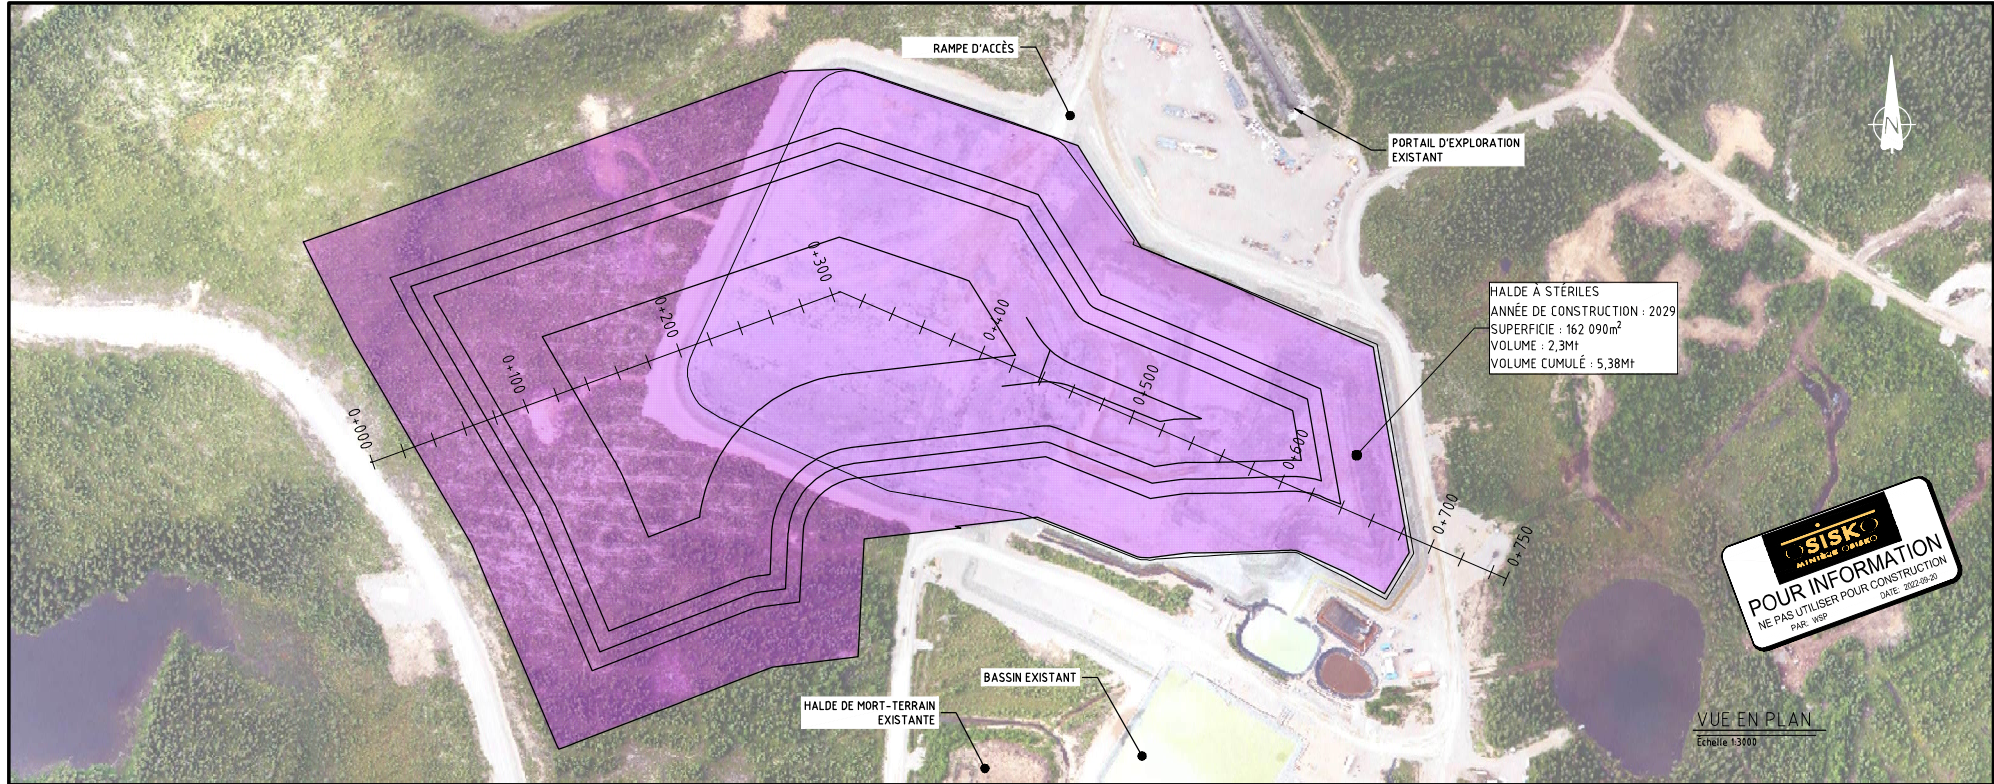 RAMPE D'ACCÈS
PORTAIL D'EXPLORATION
EXISTANT
N
HALDE À STÉRILES
ANNÉE DE CONSTRUCTION : 2029
SUPERFICIE : 162 090m²
VOLUME : 2,3Mt
VOLUME CUMULÉ : 5,38Mt
0+000
0+100
0+200
0+300
0+400
0+500
0+600
0+700
0+750
OSISKO
MINIÈRE OSISKO
POUR INFORMATION
NE PAS UTILISER POUR CONSTRUCTION
PAR: WSP DATE: 2022-09-20
BASSIN EXISTANT
HALDE DE MORT-TERRAIN
EXISTANTE
VUE EN PLAN
Échelle 1:3000